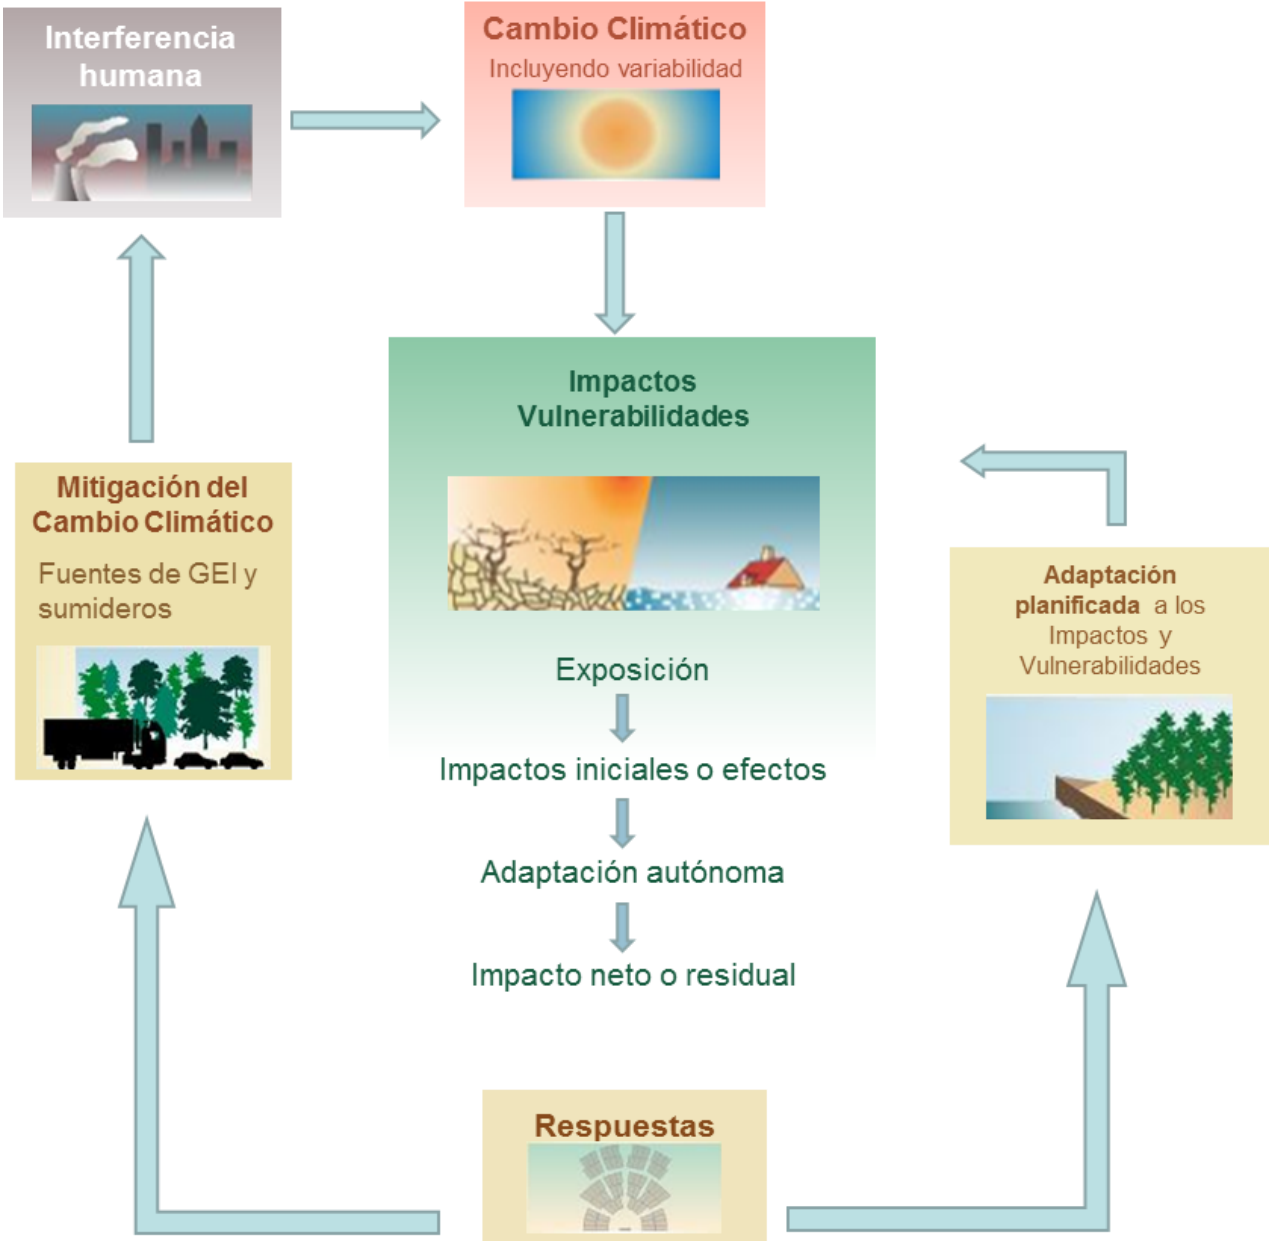 Interferencia
humana
Cambio Climático
Incluyendo variabilidad
Impactos
Vulnerabilidades
Mitigación del
Cambio Climático
Fuentes de GEI y
sumideros
Adaptación
planificada a los
Impactos y
Vulnerabilidades
Exposición
Impactos iniciales o efectos
Adaptación autónoma
Impacto neto o residual
Respuestas